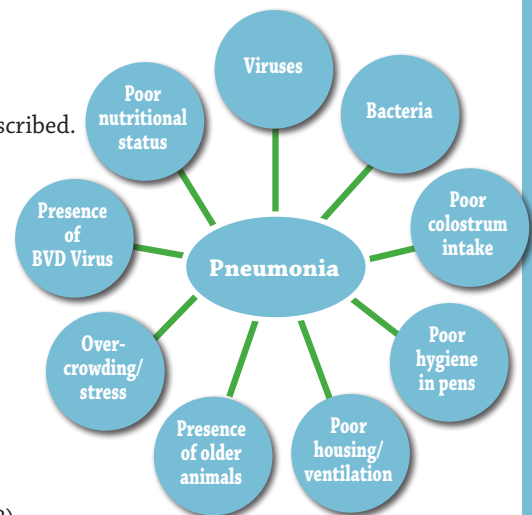 Viruses
Bacteria
Poor
nutritional
status
scribed.
Poor
colostrum
intake
Presence
of
BVD Virus
Pneumonia
Over-
crowding/
stress
Poor
hygiene
in pens
Presence
of older
animals
Poor
housing/
ventilation